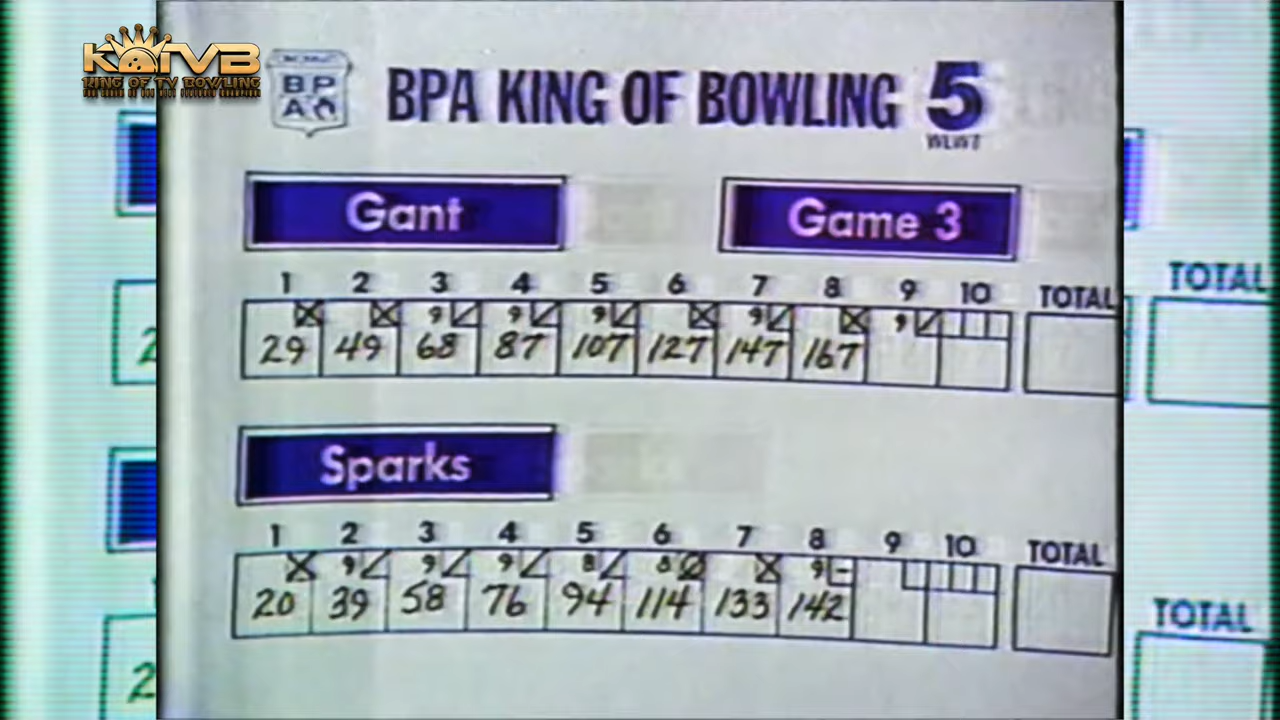 KOTVB
KING OF TV BOWLING
BPA
BPA KING OF BOWLING 5
WLWT
Gant Game 3
1 2 3 4 5 6 7 8 9 10 TOTAL
X X 9 / 9 / 9 / X 9 / X 9 /
29 49 68 87 107 127 147 167
TOTAL
2
Sparks
1 2 3 4 5 6 7 8 9 10 TOTAL
X 9 / 9 / 9 / 8 / 8 / X 9 -
20 39 58 76 94 114 133 142
TOTAL
2